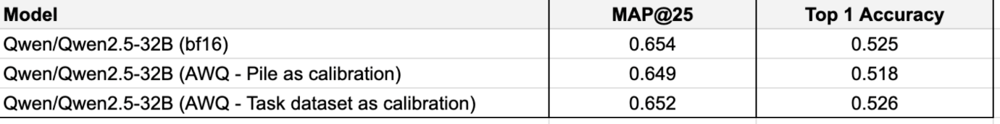 Model MAP@25 Top 1 Accuracy
Qwen/Qwen2.5-32B (bf16) 0.654 0.525
Qwen/Qwen2.5-32B (AWQ - Pile as calibration) 0.649 0.518
Qwen/Qwen2.5-32B (AWQ - Task dataset as calibration) 0.652 0.526